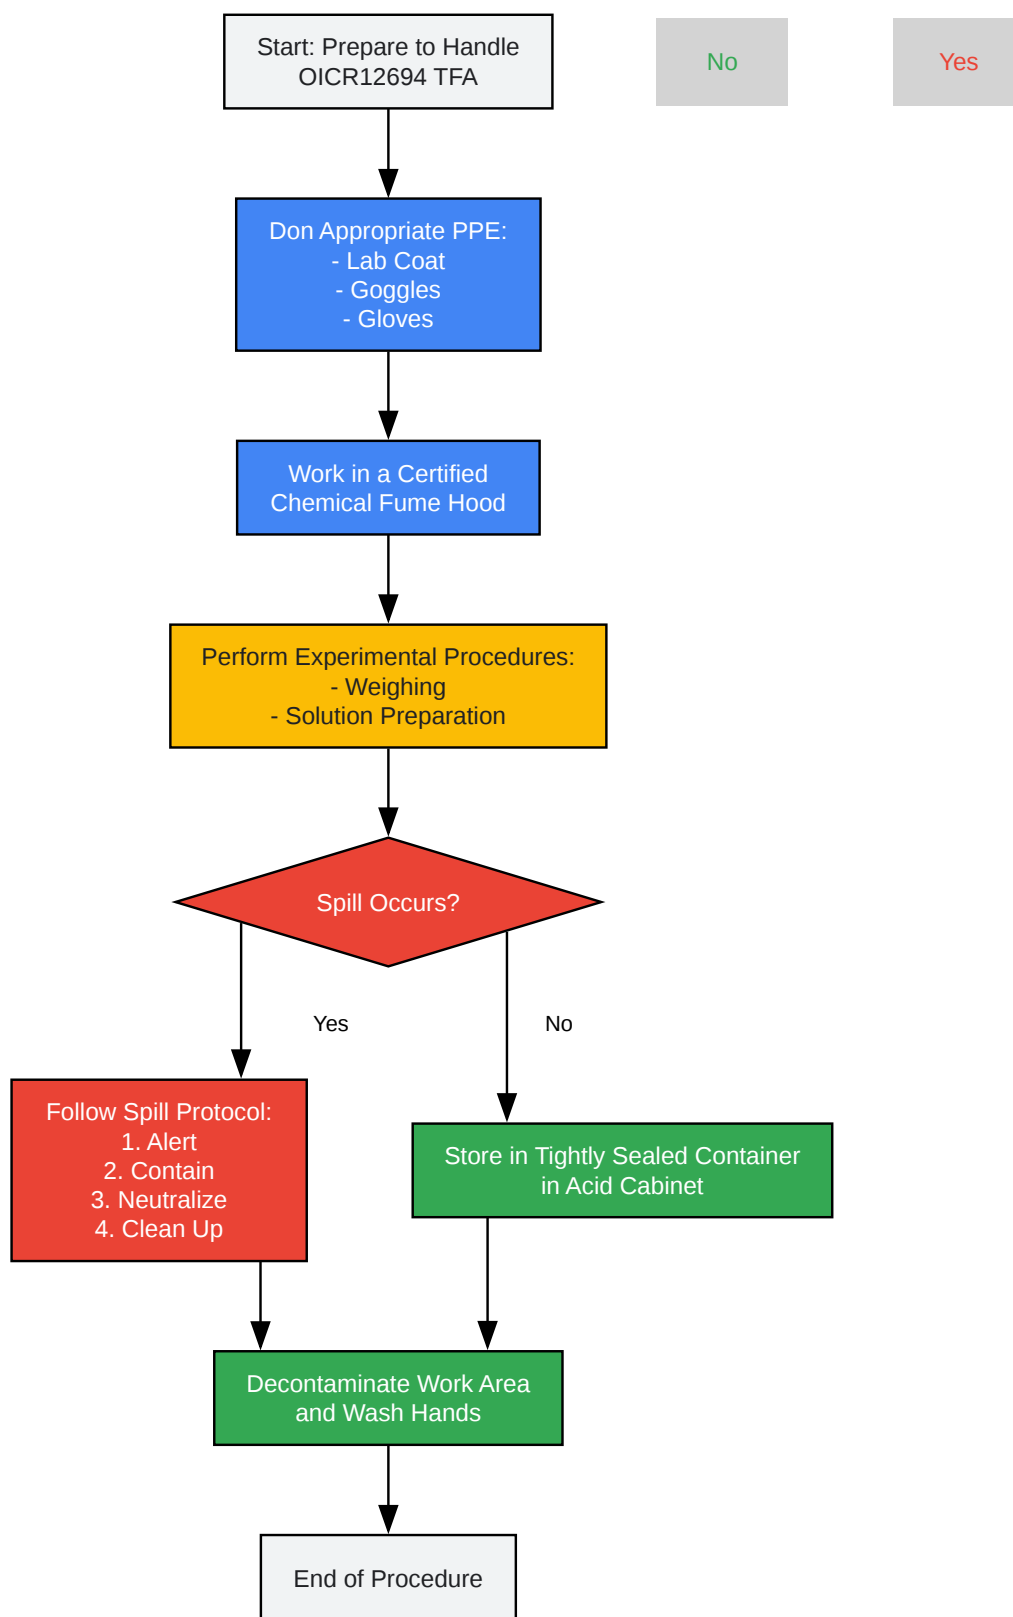 Start: Prepare to Handle
OICR12694 TFA
No
Yes
Don Appropriate PPE:
- Lab Coat
- Goggles
- Gloves
Work in a Certified
Chemical Fume Hood
Perform Experimental Procedures:
- Weighing
- Solution Preparation
Spill Occurs?
Yes
No
Follow Spill Protocol:
1. Alert
2. Contain
3. Neutralize
4. Clean Up
Store in Tightly Sealed Container
in Acid Cabinet
Decontaminate Work Area
and Wash Hands
End of Procedure